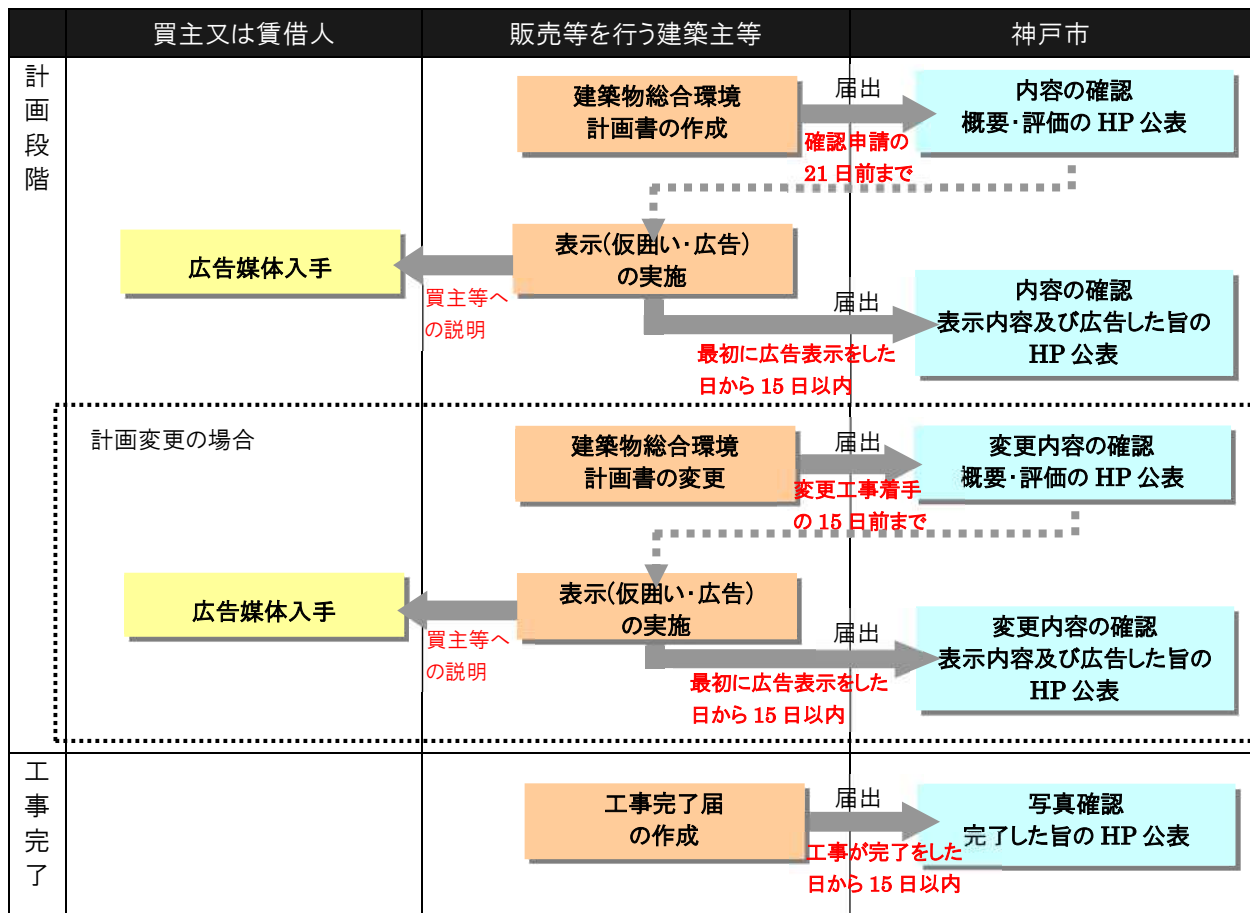 買主又は賃借人
販売等を行う建築主等
神戸市
計画段階
建築物総合環境
計画書の作成
届出
確認申請の
21 日前まで
内容の確認
概要・評価の HP 公表
広告媒体入手
買主等へ
の説明
表示(仮囲い・広告)
の実施
届出
最初に広告表示をした
日から 15 日以内
内容の確認
表示内容及び広告した旨の
HP 公表
計画変更の場合
建築物総合環境
計画書の変更
届出
変更工事着手
の 15 日前まで
変更内容の確認
概要・評価の HP 公表
広告媒体入手
買主等へ
の説明
表示(仮囲い・広告)
の実施
届出
最初に広告表示をした
日から 15 日以内
変更内容の確認
表示内容及び広告した旨の
HP 公表
工事完了
工事完了届
の作成
届出
工事が完了をした
日から 15 日以内
写真確認
完了した旨の HP 公表